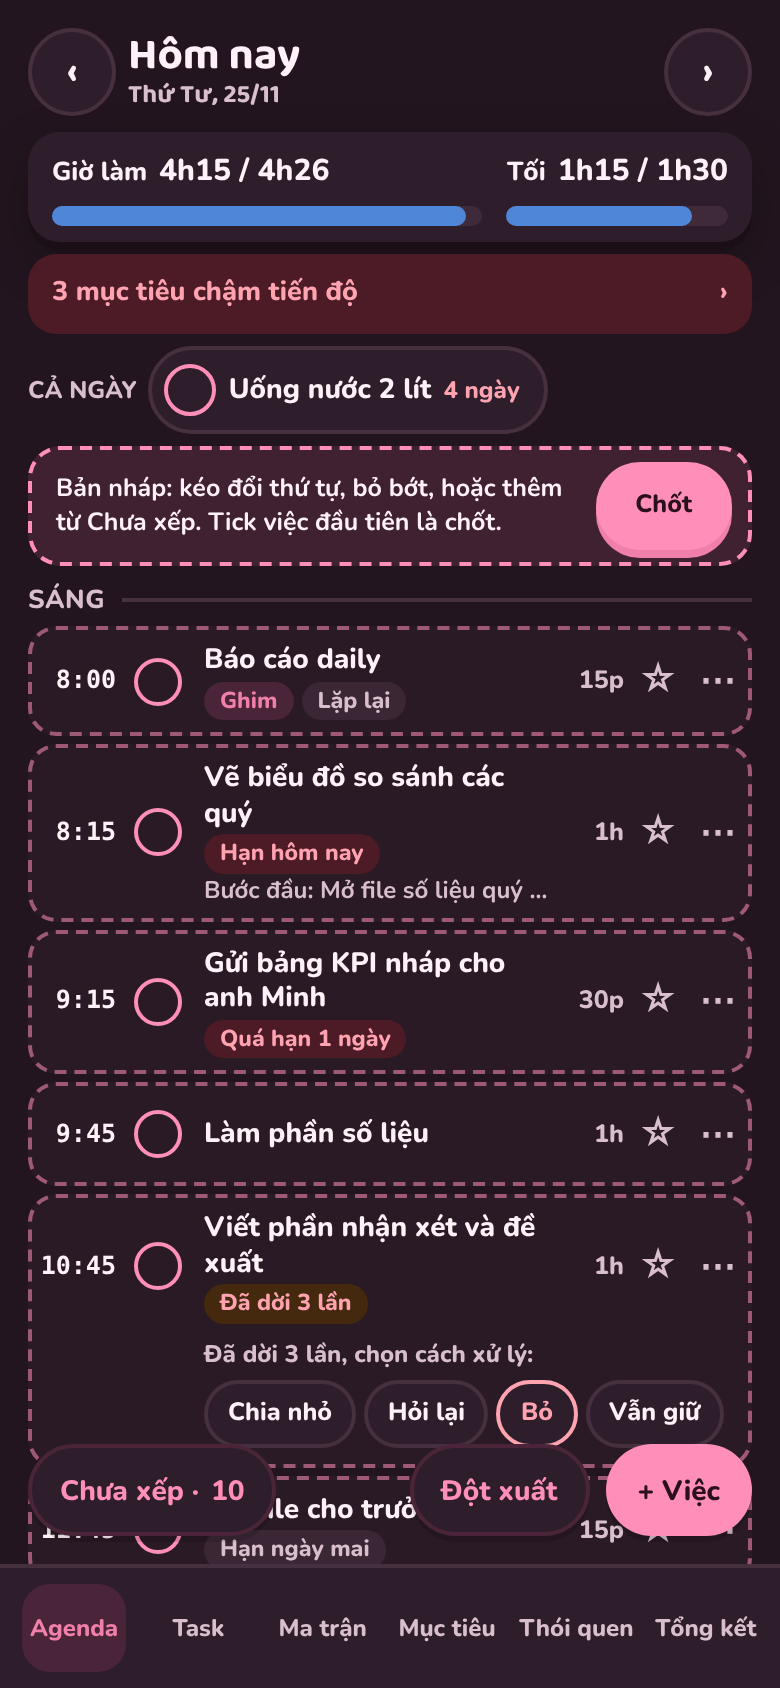 ‹
Hôm nay
Thứ Tư, 25/11
›
Giờ làm 4h15 / 4h26
Tối 1h15 / 1h30
3 mục tiêu chậm tiến độ ›
CẢ NGÀY Uống nước 2 lít 4 ngày
Bản nháp: kéo đổi thứ tự, bỏ bớt, hoặc thêm
từ Chưa xếp. Tick việc đầu tiên là chốt.
Chốt
SÁNG
8:00 Báo cáo daily 15p ☆ ...
Ghim Lặp lại
Vẽ biểu đồ so sánh các
quý
8:15 1h ☆ ...
Hạn hôm nay
Bước đầu: Mở file số liệu quý ...
Gửi bảng KPI nháp cho
anh Minh
9:15 30p ☆ ...
Quá hạn 1 ngày
9:45 Làm phần số liệu 1h ☆ ...
Viết phần nhận xét và đề
xuất
10:45 1h ☆ ...
Đã dời 3 lần
Đã dời 3 lần, chọn cách xử lý:
Chia nhỏ Hỏi lại Bỏ Vẫn giữ
Chưa xếp · 10 Đột xuất + Việc
cho
15p
Hạn ngày mai
Agenda Task Ma trận Mục tiêu Thói quen Tổng kết